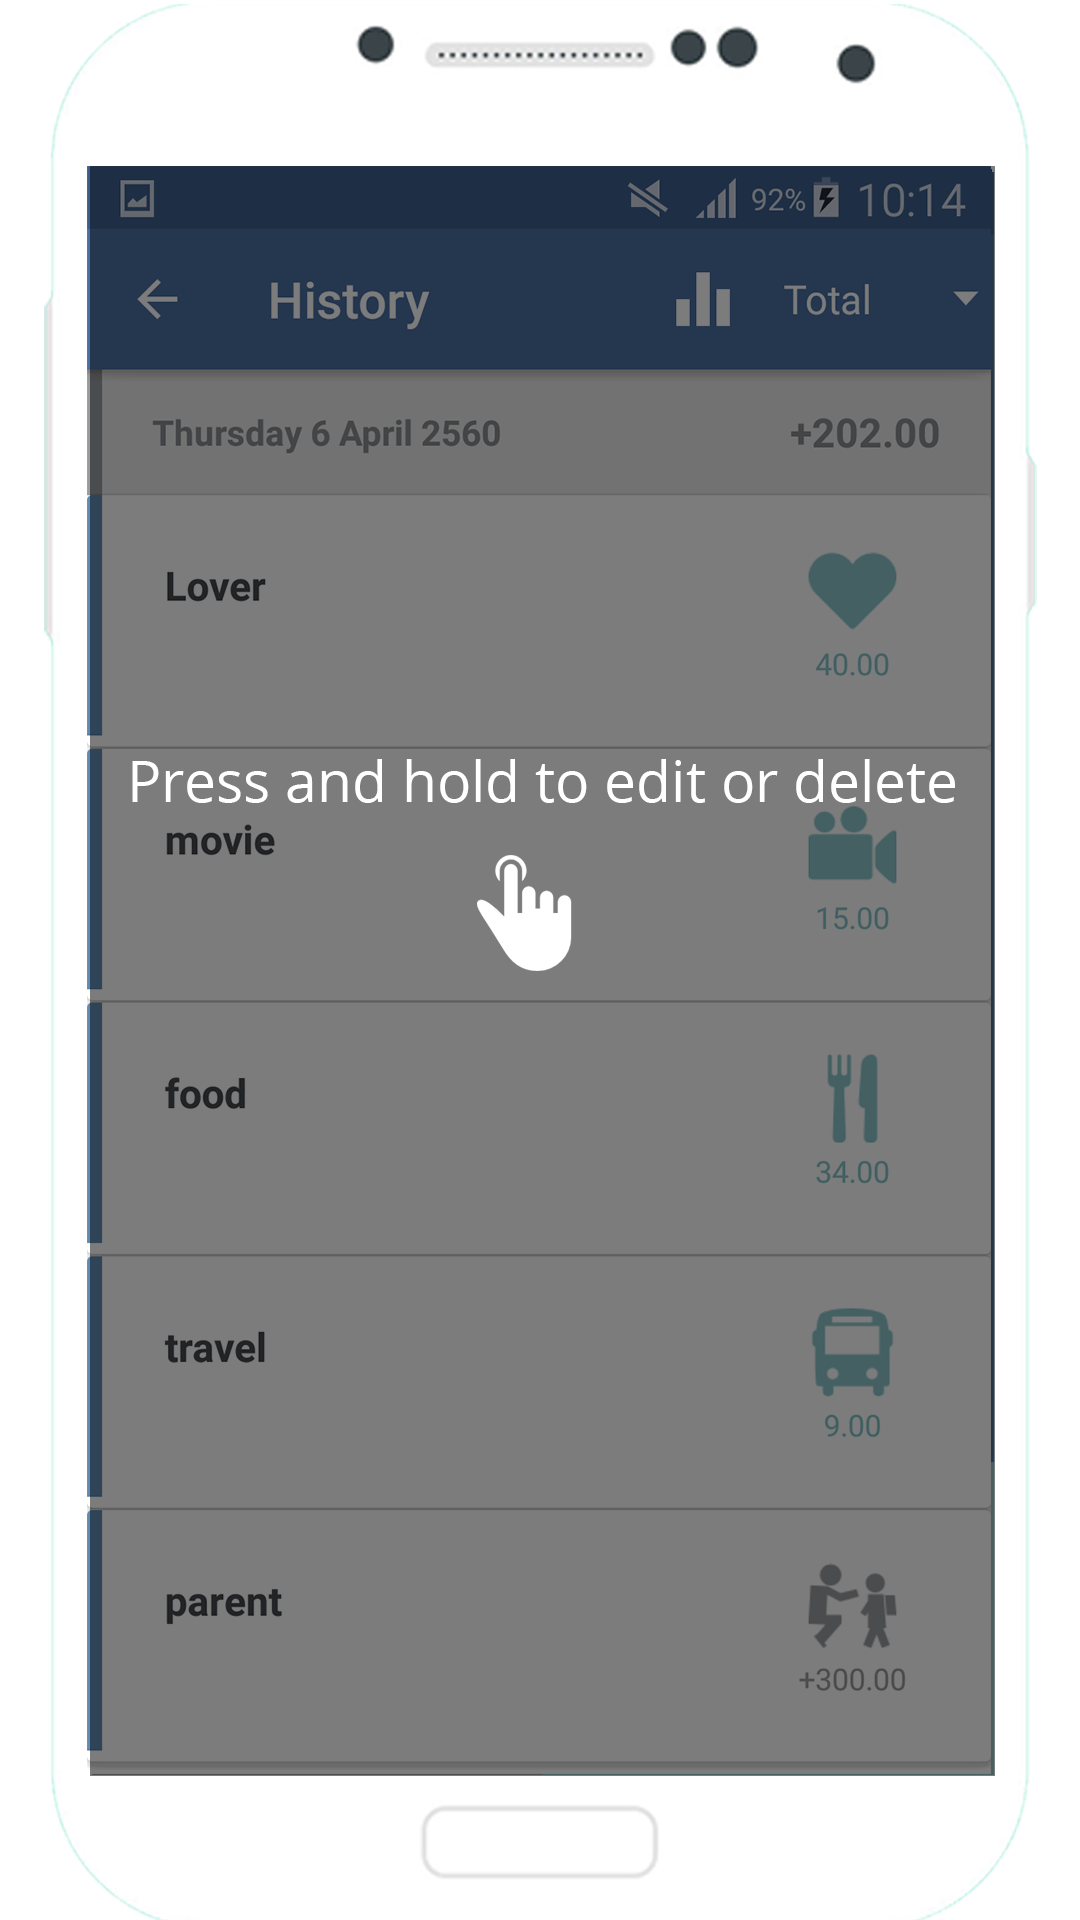 92% 10:14
History Total
Thursday 6 April 2560 +202.00
Lover
40.00
Press and hold to edit or delete
movie
15.00
food
34.00
travel
9.00
parent
+300.00